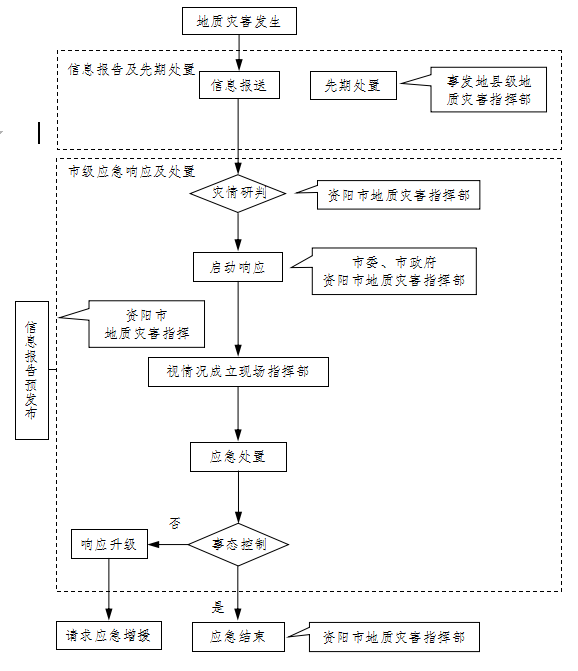 地质灾害发生
信息报告及先期处置
信息报送
先期处置
事发地县级地
质灾害指挥部
市级应急响应及处置
灾情研判
资阳市地质灾害指挥部
启动响应
市委、市政府
资阳市地质灾害指挥部
资阳市
地质灾害指挥
信息报告预发布
视情况成立现场指挥部
应急处置
否
响应升级
事态控制
是
请求应急增援
应急结束
资阳市地质灾害指挥部